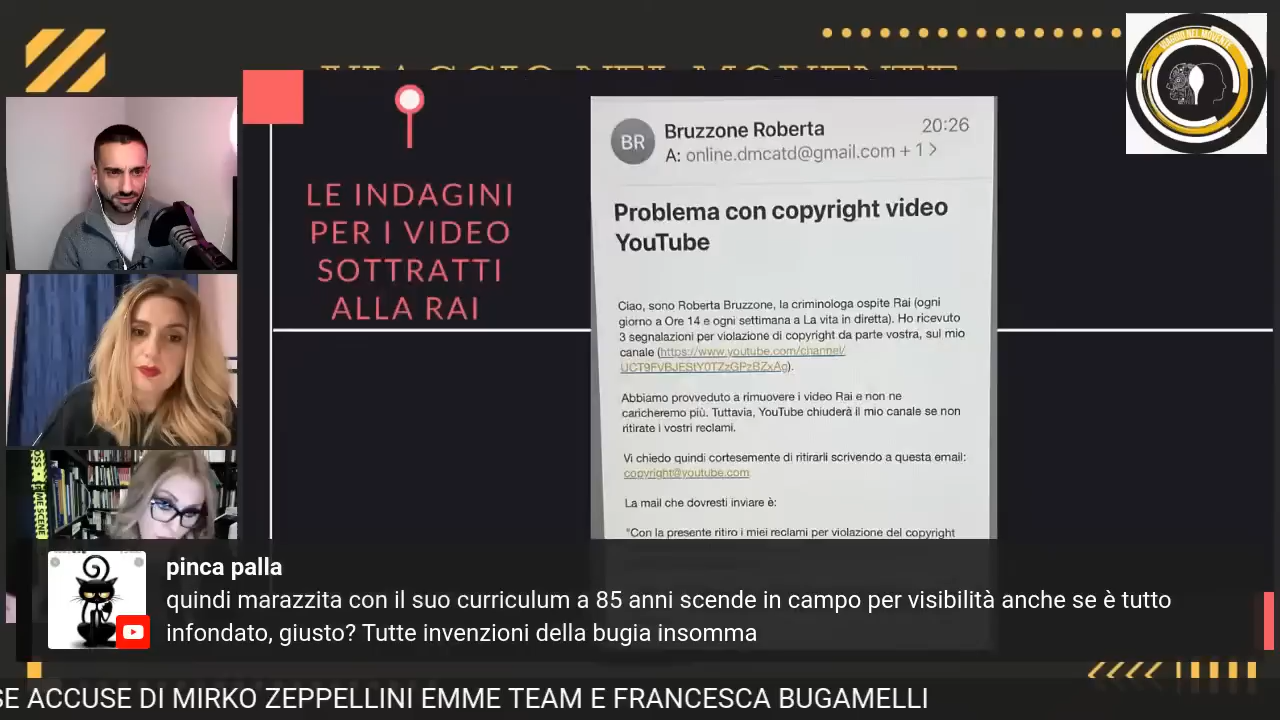 VIAGGIO NEL MOVENTE
VIAGGIO NEL MOVENTE
LE INDAGINI
PER I VIDEO
SOTTRATTI
ALLA RAI
BR
Bruzzone Roberta
20:26
A: online.dmcatd@gmail.com + 1 >
Problema con copyright video
YouTube
Ciao, sono Roberta Bruzzone, la criminologa ospite Rai (ogni
giorno a Ore 14 e ogni settimana a La vita in diretta). Ho ricevuto
3 segnalazioni per violazione di copyright da parte vostra, sul mio
canale (https://www.youtube.com/channel/
UCT9FVBJEStY0TZzGPzBZxAg).
Abbiamo provveduto a rimuovere i video Rai e non ne
caricheremo più. Tuttavia, YouTube chiuderà il mio canale se non
ritirate i vostri reclami.
Vi chiedo quindi cortesemente di ritirarli scrivendo a questa email:
copyright@youtube.com
La mail che dovresti inviare è:
"Con la presente ritiro i miei reclami per violazione del copyright
pinca palla
quindi marazzita con il suo curriculum a 85 anni scende in campo per visibilità anche se è tutto
infondato, giusto? Tutte invenzioni della bugia insomma
SE ACCUSE DI MIRKO ZEPPELLINI EMME TEAM E FRANCESCA BUGAMELLI